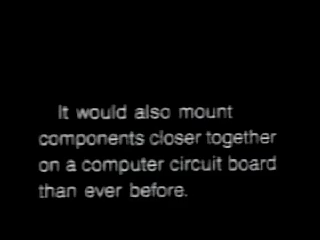 It would also mount
components closer together
on a computer circuit board
than ever before.